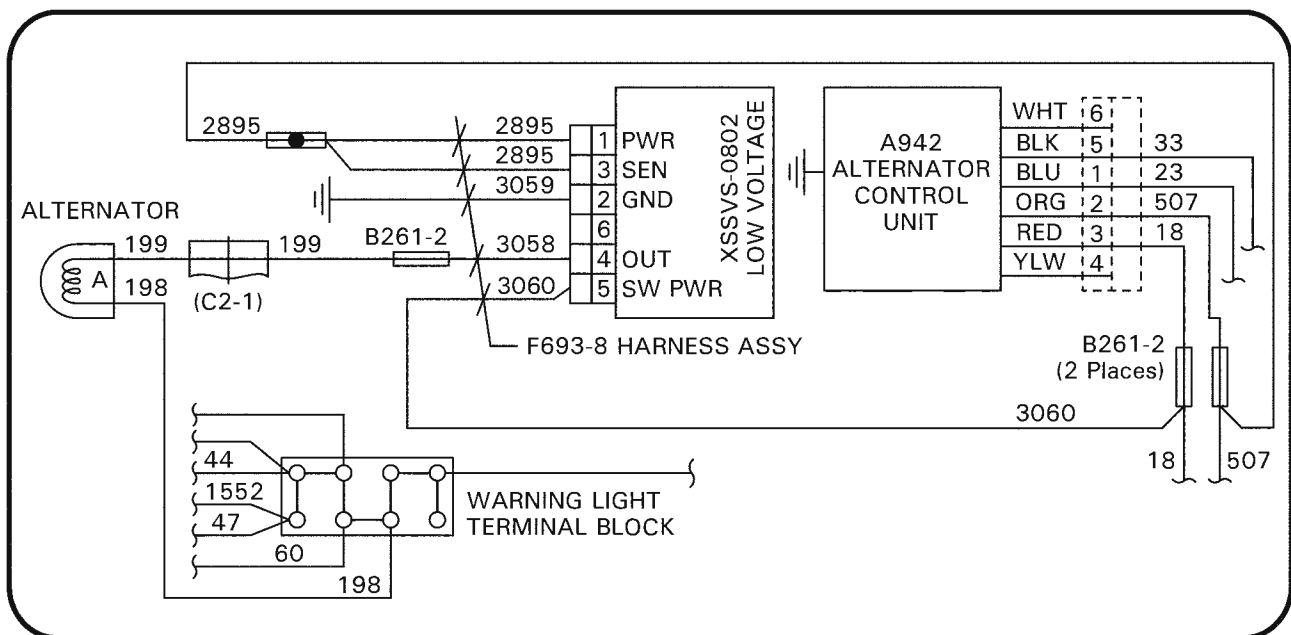 2895
2895
2895
3059
3058
3060
1
3
2
6
4
5
PWR
SEN
GND
OUT
SW PWR
XSSVS-0802
LOW VOLTAGE
A942
ALTERNATOR
CONTROL
UNIT
WHT 6
BLK 5 33
BLU 1 23
ORG 2 507
RED 3 18
YLW 4
ALTERNATOR
199
199
B261-2
A
198
(C2-1)
F693-8 HARNESS ASSY
B261-2
(2 Places)
3060
18
507
44
1552
47
60
198
WARNING LIGHT
TERMINAL BLOCK